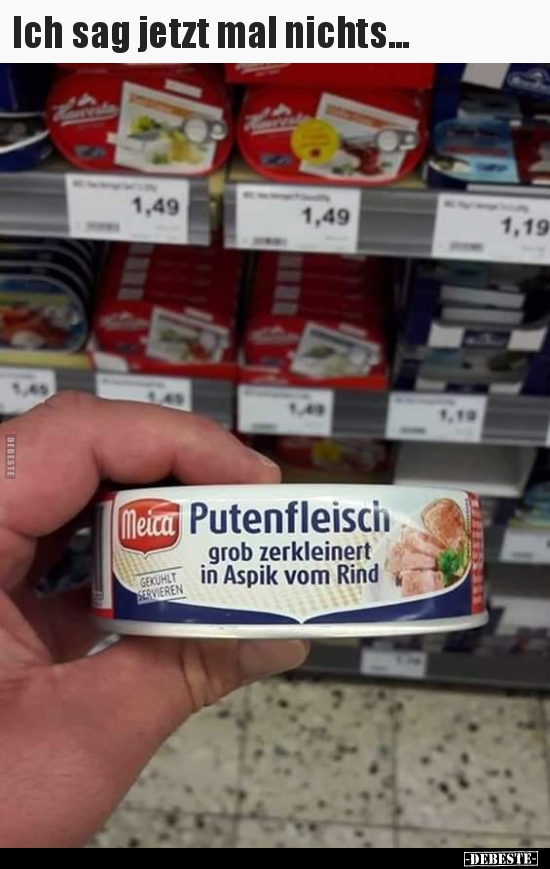 Ich sag jetzt mal nichts...
1,49
1,49
1,19
1,49
1,49
1,49
1,19
DEBESTE
Meica
Putenfleisch
grob zerkleinert
in Aspik vom Rind
GEKÜHLT
SERVIEREN
-DEBESTE-